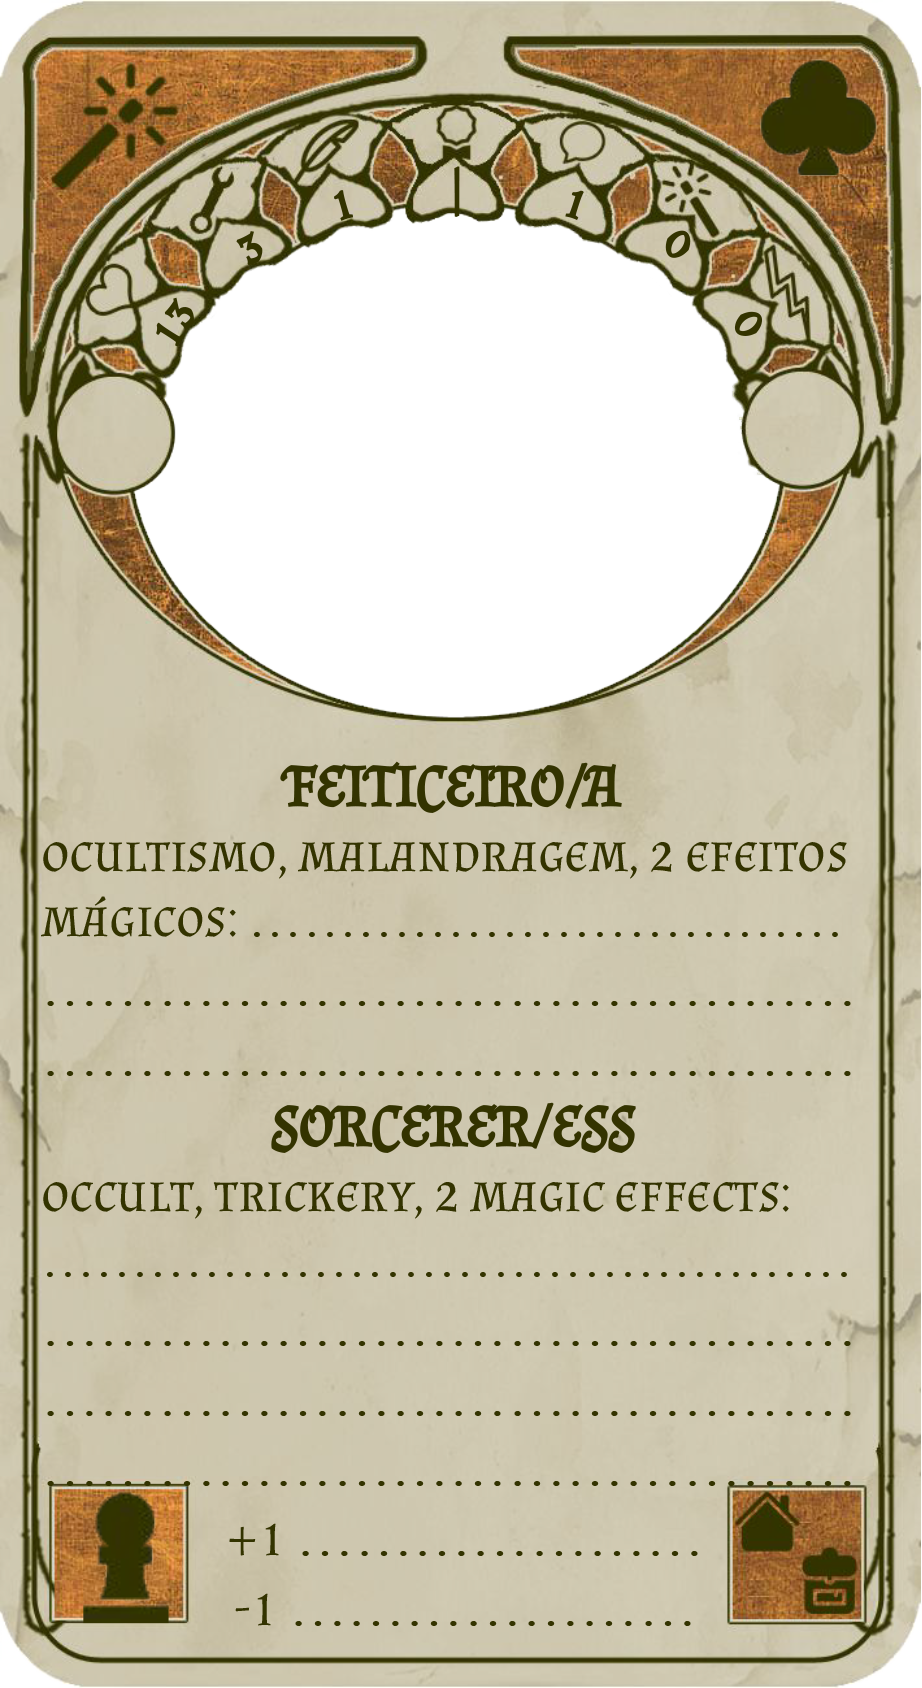 13 3 1 | 1 0 0
FEITICEIRO/A
OCULTISMO, MALANDRAGEM, 2 EFEITOS
MÁGICOS: ..................................
..................................................
..................................................
SORCERER/ESS
OCCULT, TRICKERY, 2 MAGIC EFFECTS:
..................................................
..................................................
..................................................
..................................................
+1 ........................
-1 ........................